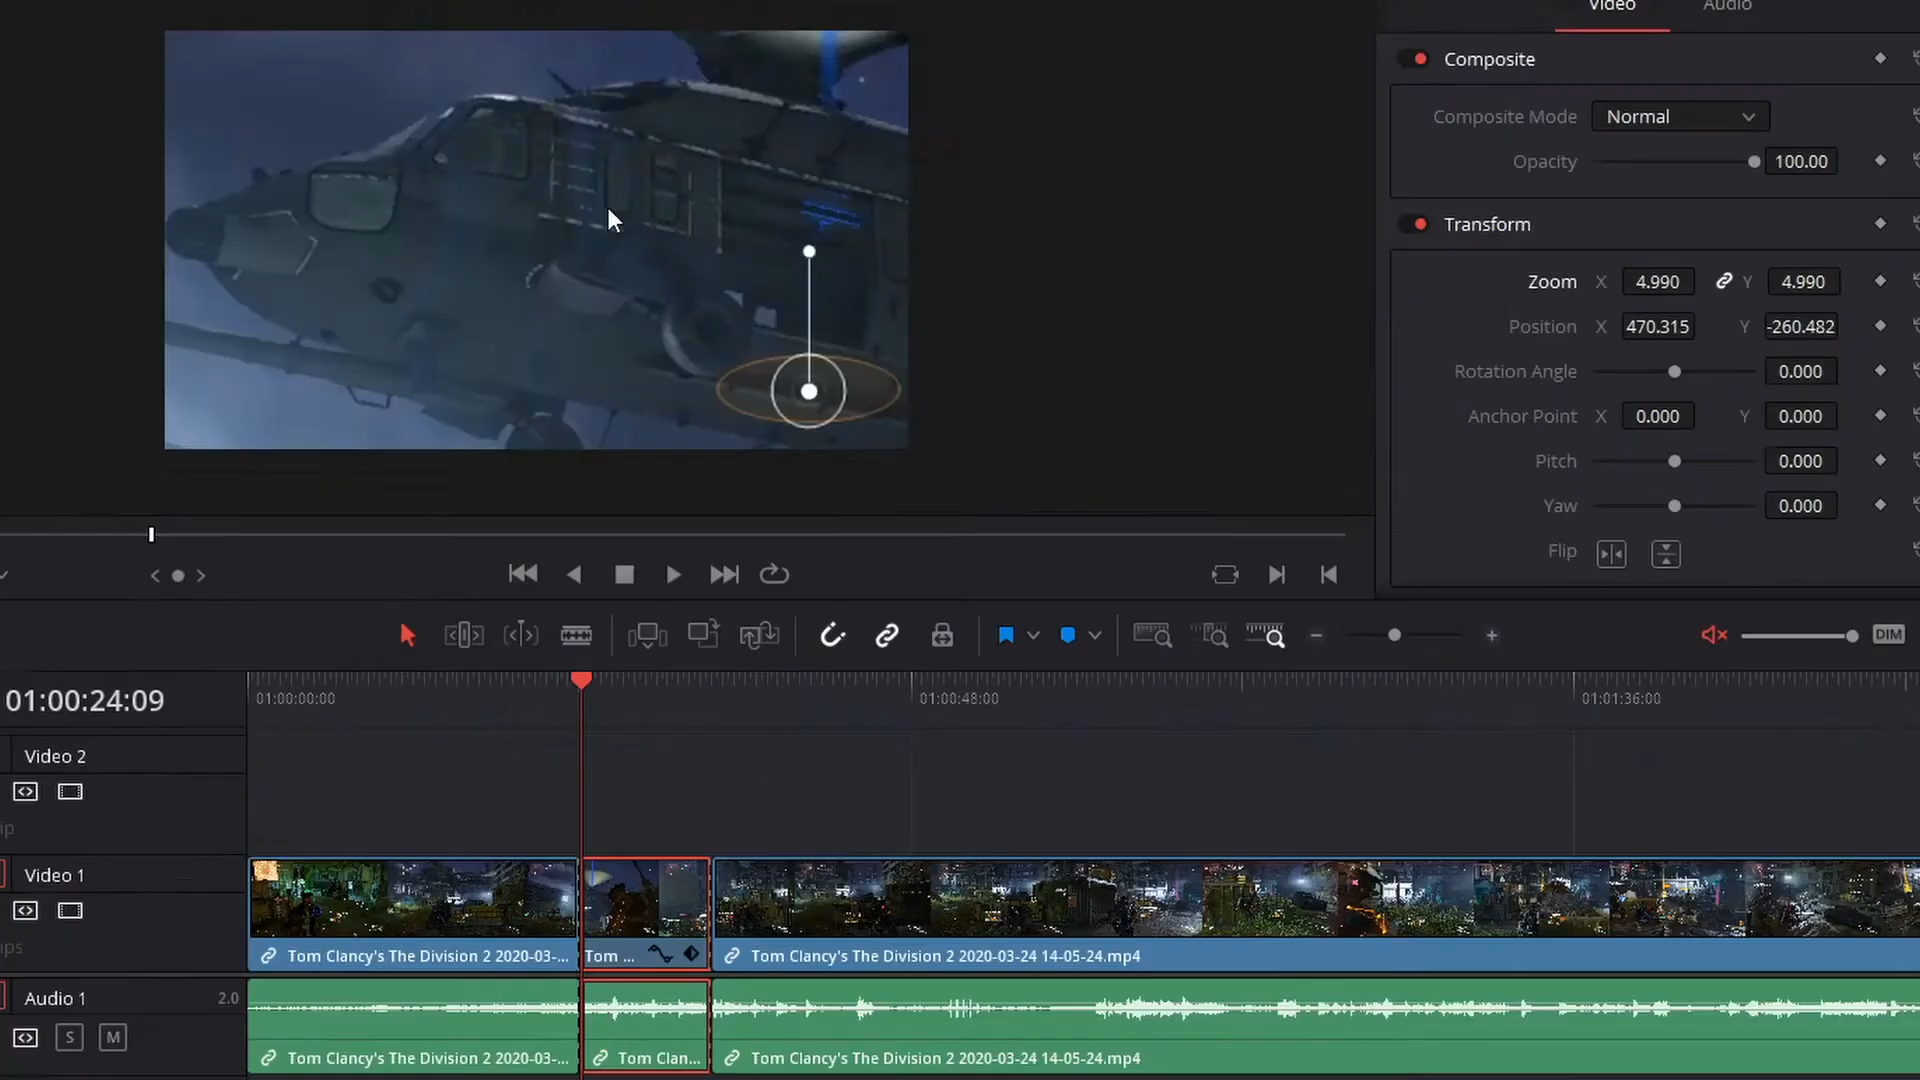 Video Audio
Composite
Composite Mode Normal
Opacity 100.00
Transform
Zoom X 4.990 Y 4.990
Position X 470.315 Y -260.482
Rotation Angle 0.000
Anchor Point X 0.000 Y 0.000
Pitch 0.000
Yaw 0.000
Flip
DIM
01:00:24:09
01:00:00:00 01:00:48:00 01:01:36:00
Video 2
ip
Video 1
ips
Tom Clancy's The Division 2 2020-03-... Tom ... Tom Clancy's The Division 2 2020-03-24 14-05-24.mp4
Audio 1 2.0
S M
Tom Clancy's The Division 2 2020-03-... Tom Clan... Tom Clancy's The Division 2 2020-03-24 14-05-24.mp4